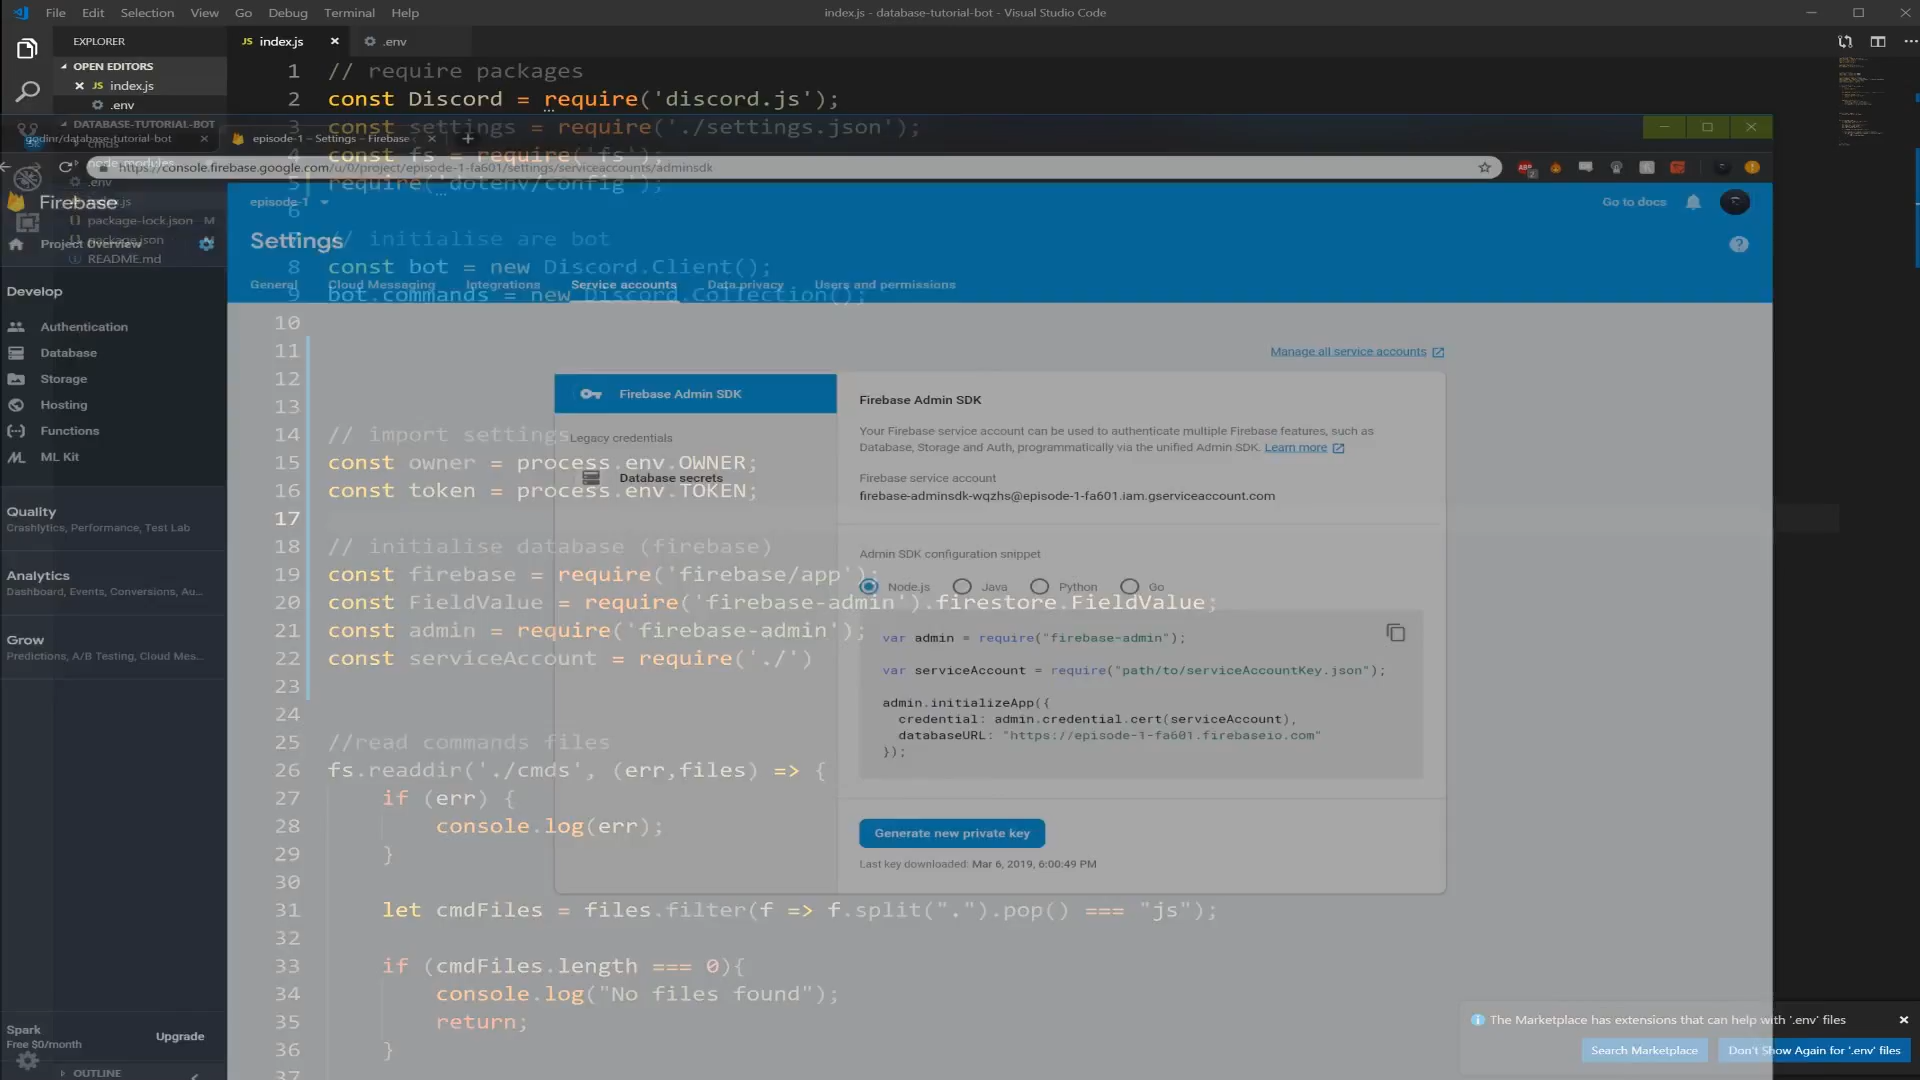 File Edit Selection View Go Debug Terminal Help
index.js - database-tutorial-bot - Visual Studio Code
EXPLORER
JS index.js
.env
OPEN EDITORS
JS index.js
.env
DATABASE-TUTORIAL-BOT
cmds
node_modules
.env
index.js
package-lock.json M
package.json
README.md
OUTLINE
1 // require packages
2 const Discord = require('discord.js');
3 const settings = require('./settings.json');
4 const fs = require('fs');
5 require('dotenv/config');
6
7 // initialise are bot
8 const bot = new Discord.Client();
9 bot.commands = new Discord.Collection();
10
11
12
13
14 // import settings
15 const owner = process.env.OWNER;
16 const token = process.env.TOKEN;
17
18 // initialise database (firebase)
19 const firebase = require('firebase/app');
20 const FieldValue = require('firebase-admin').firestore.FieldValue;
21 const admin = require('firebase-admin');
22 const serviceAccount = require('./')
23
24
25 //read commands files
26 fs.readdir('./cmds', (err,files) => {
27 if (err) {
28 console.log(err);
29 }
30
31 let cmdFiles = files.filter(f => f.split(".").pop() === "js");
32
33 if (cmdFiles.length === 0){
34 console.log("No files found");
35 return;
36 }
37
/database-tutorial-bot
episode-1 – Settings – Firebase
https://console.firebase.google.com/u/0/project/episode-1-fa601/settings/serviceaccounts/adminsdk
Firebase
episode-1
Go to docs
Project Overview
Settings
General Cloud Messaging Integrations Service accounts Data privacy Users and permissions
Develop
Authentication
Database
Storage
Hosting
Functions
ML Kit
Quality
Crashlytics, Performance, Test Lab
Analytics
Dashboard, Events, Conversions, Au...
Grow
Predictions, A/B Testing, Cloud Mes...
Spark
Free $0/month
Upgrade
Manage all service accounts
Firebase Admin SDK
Legacy credentials
Database secrets
Firebase Admin SDK
Your Firebase service account can be used to authenticate multiple Firebase features, such as
Database, Storage and Auth, programmatically via the unified Admin SDK. Learn more
Firebase service account
firebase-adminsdk-wqzhs@episode-1-fa601.iam.gserviceaccount.com
Admin SDK configuration snippet
Node.js Java Python Go
var admin = require("firebase-admin");
var serviceAccount = require("path/to/serviceAccountKey.json");
admin.initializeApp({
credential: admin.credential.cert(serviceAccount),
databaseURL: "https://episode-1-fa601.firebaseio.com"
});
Generate new private key
Last key downloaded: Mar 6, 2019, 6:00:49 PM
The Marketplace has extensions that can help with '.env' files
Search Marketplace
Don't Show Again for '.env' files